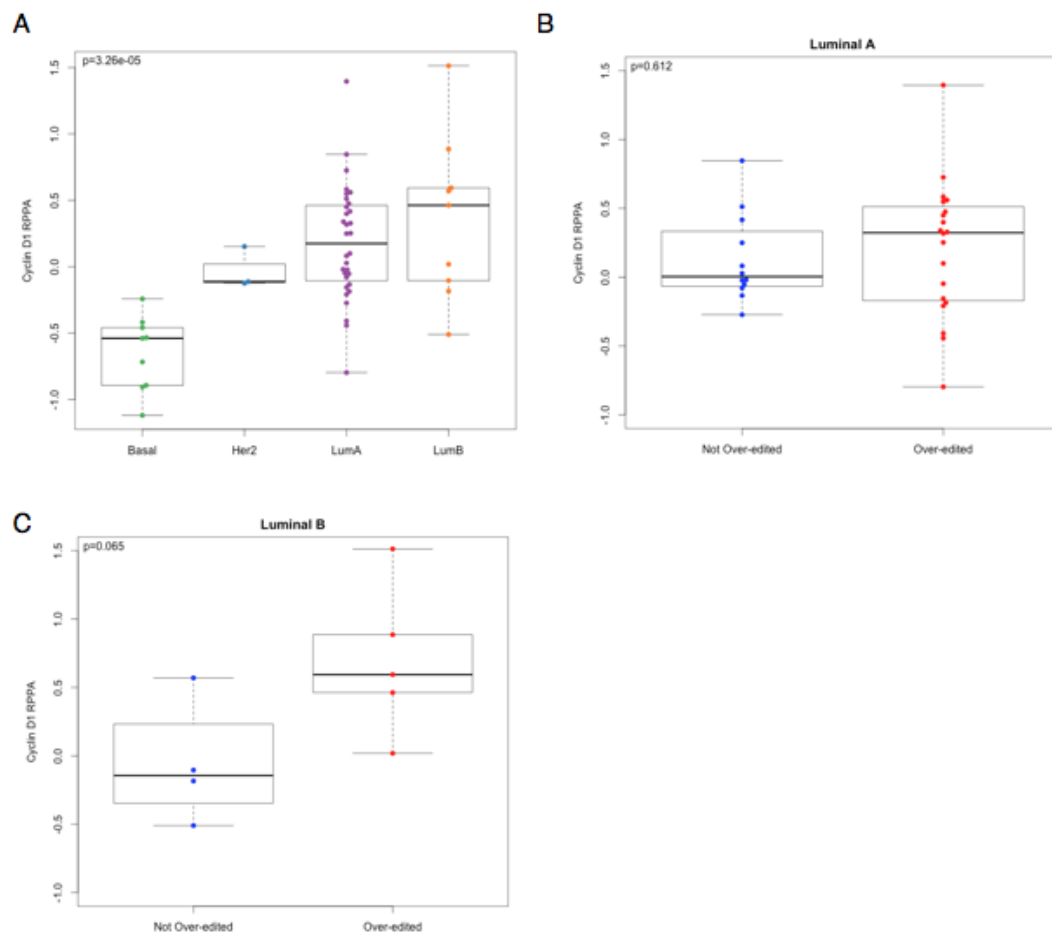 A
p=3.26e-05
Cyclin D1 RPPA
1.5
1.0
0.5
0.0
-0.5
-1.0
Basal Her2 LumA LumB
B
Luminal A
p=0.612
Cyclin D1 RPPA
1.5
1.0
0.5
0.0
-0.5
-1.0
Not Over-edited Over-edited
C
Luminal B
p=0.065
Cyclin D1 RPPA
1.5
1.0
0.5
0.0
-0.5
-1.0
Not Over-edited Over-edited